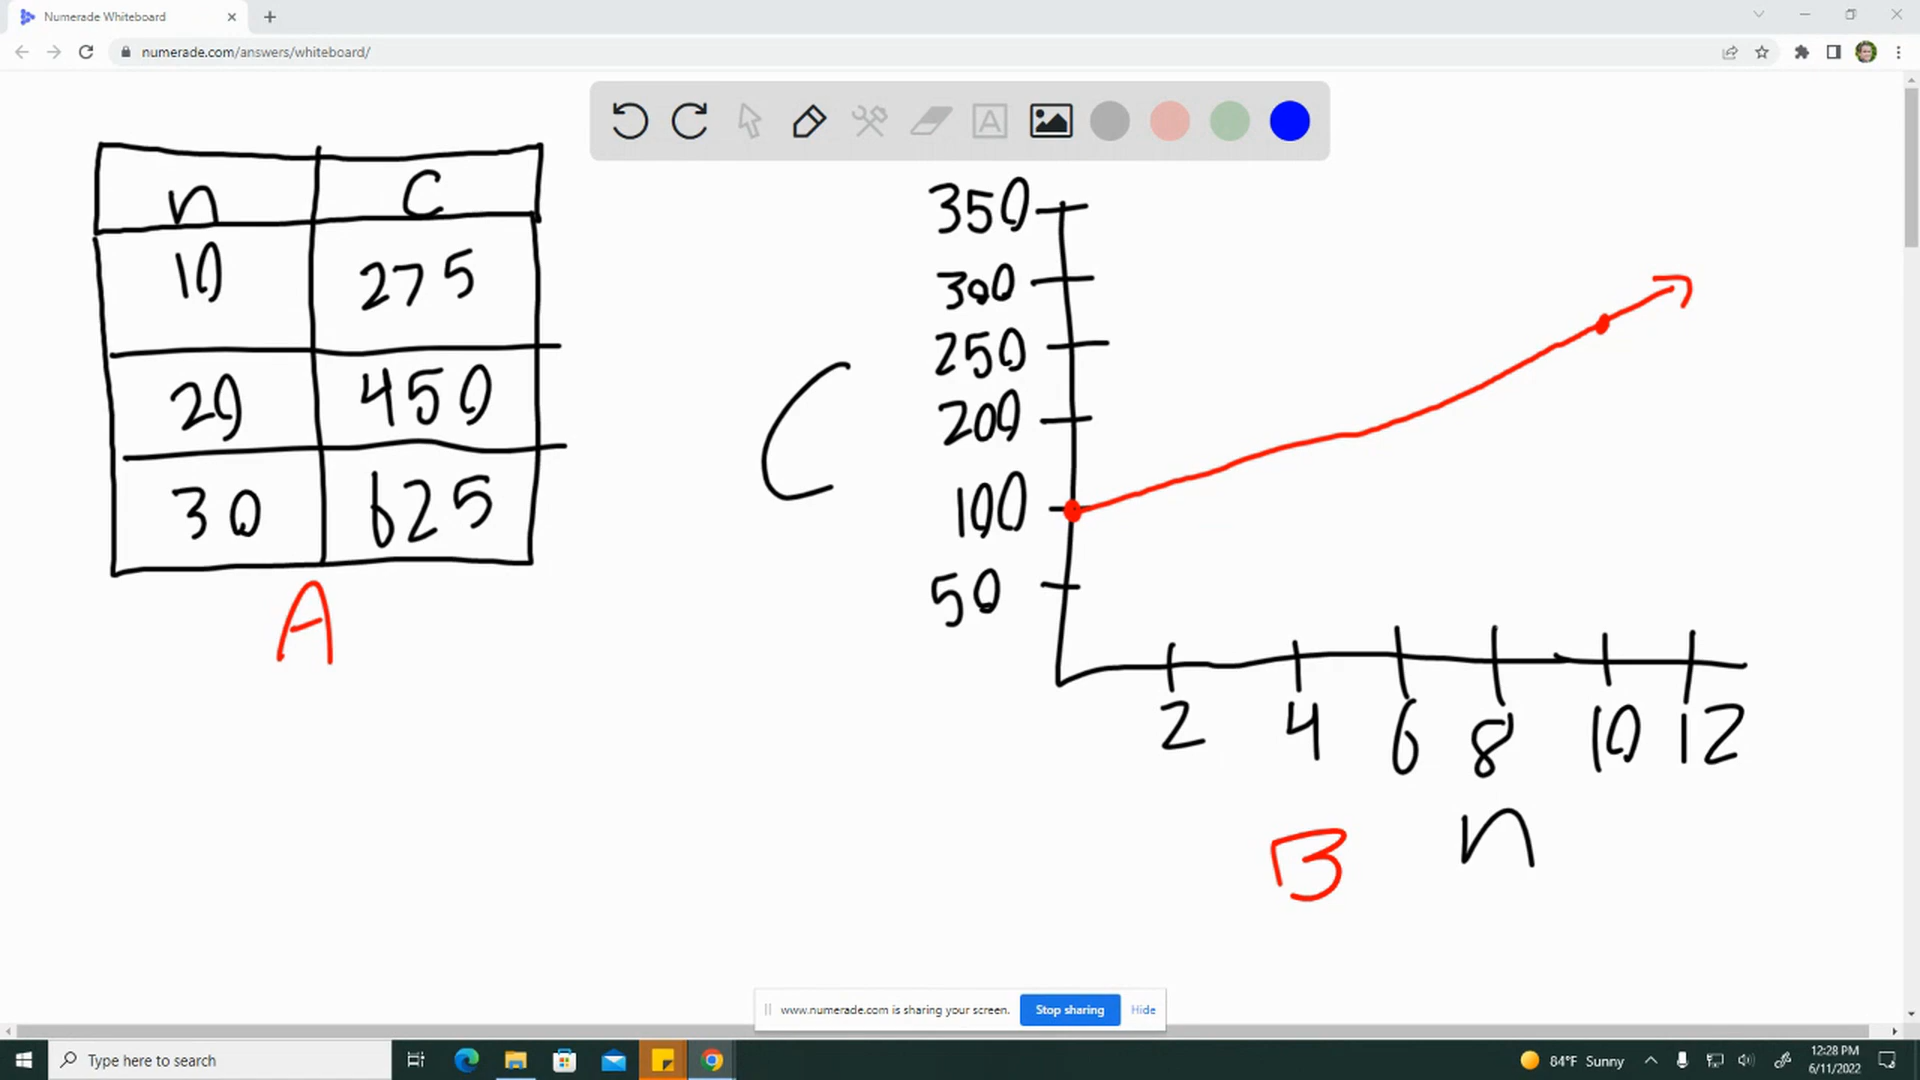 Numerade Whiteboard
numerade.com/answers/whiteboard/
A
n C
10 275
20 450
30 625
A
C
350
300
250
200
100
50
2 4 6 8 10 12
B n
www.numerade.com is sharing your screen. Stop sharing Hide
Type here to search
84°F Sunny
12:28 PM
6/11/2022